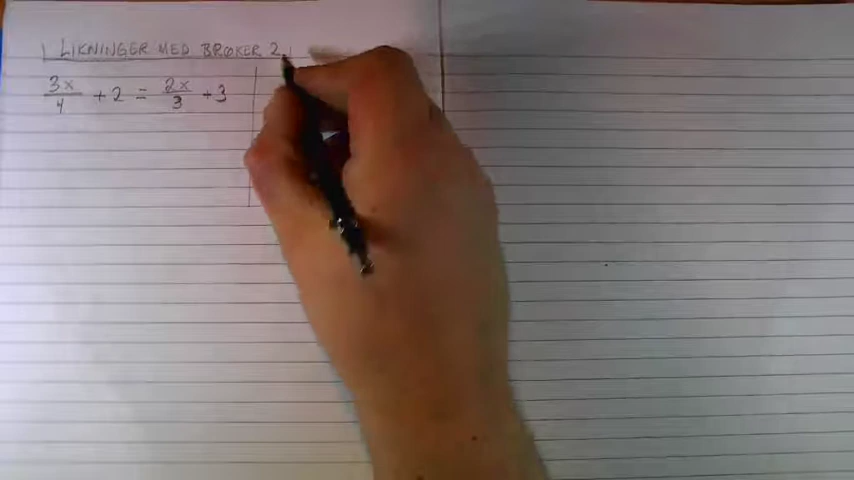 LIKNINGER MED BRØKER 2
3x/4 + 2 = 2x/3 + 3